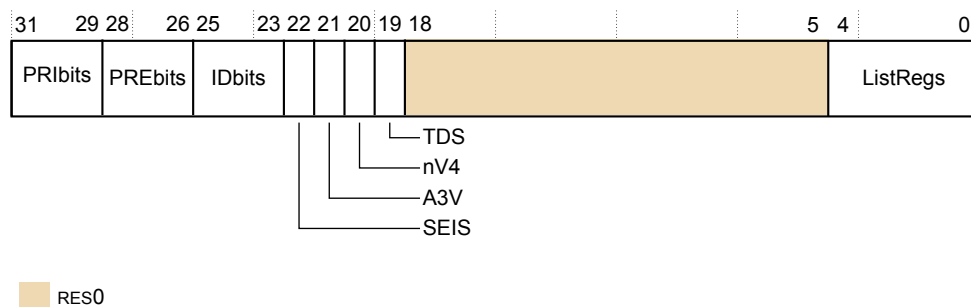 31 29 28 26 25 23 22 21 20 19 18 5 4 0
PRIbits PREbits IDbits ListRegs
TDS
nV4
A3V
SEIS
RES0